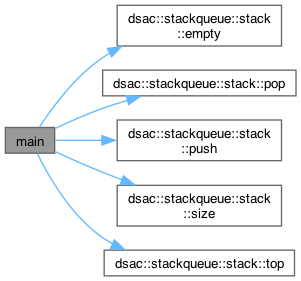 main
dsac::stackqueue::stack
::empty
dsac::stackqueue::stack::pop
dsac::stackqueue::stack
::push
dsac::stackqueue::stack
::size
dsac::stackqueue::stack::top